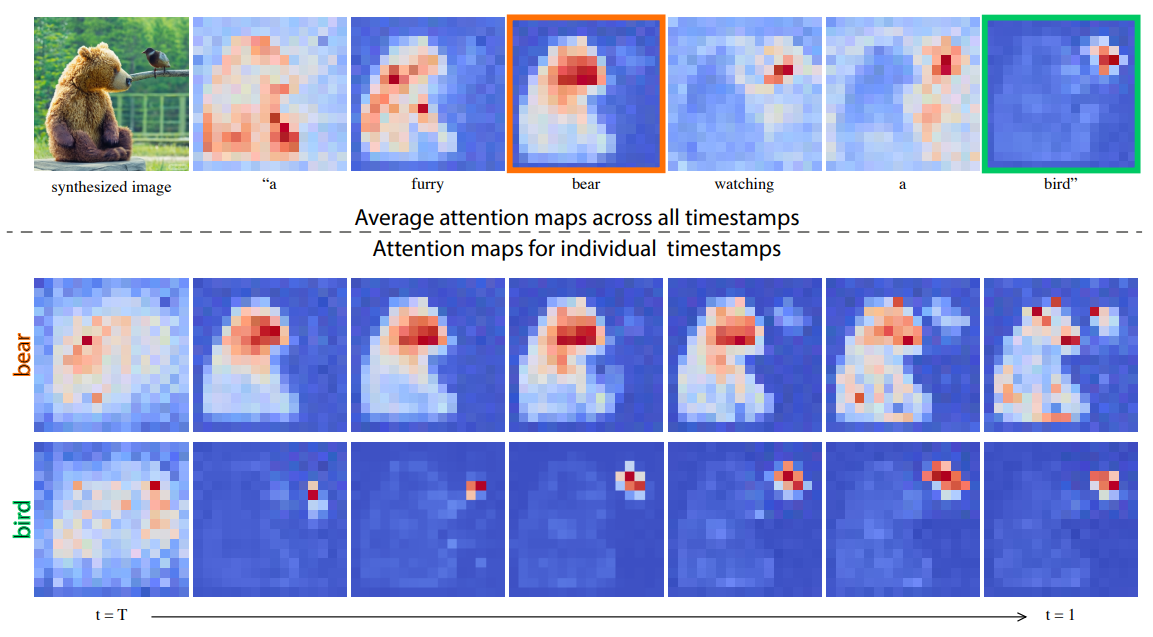 synthesized image
“a
furry
bear
watching
a
bird”
Average attention maps across all timestamps
Attention maps for individual timestamps
bear
bird
t = T
t = 1